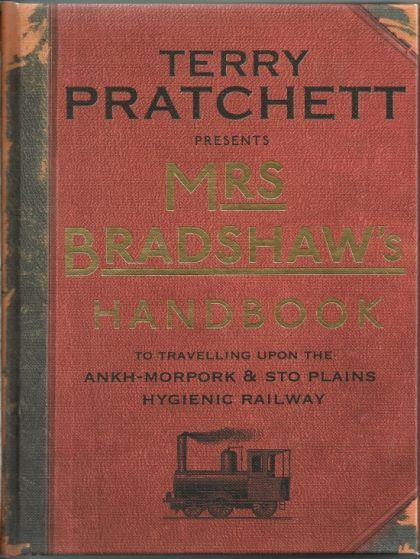 TERRY
PRATCHETT
PRESENTS
MRS
BRADSHAW's
HANDBOOK
TO TRAVELLING UPON THE
ANKH-MORPORK & STO PLAINS
HYGIENIC RAILWAY